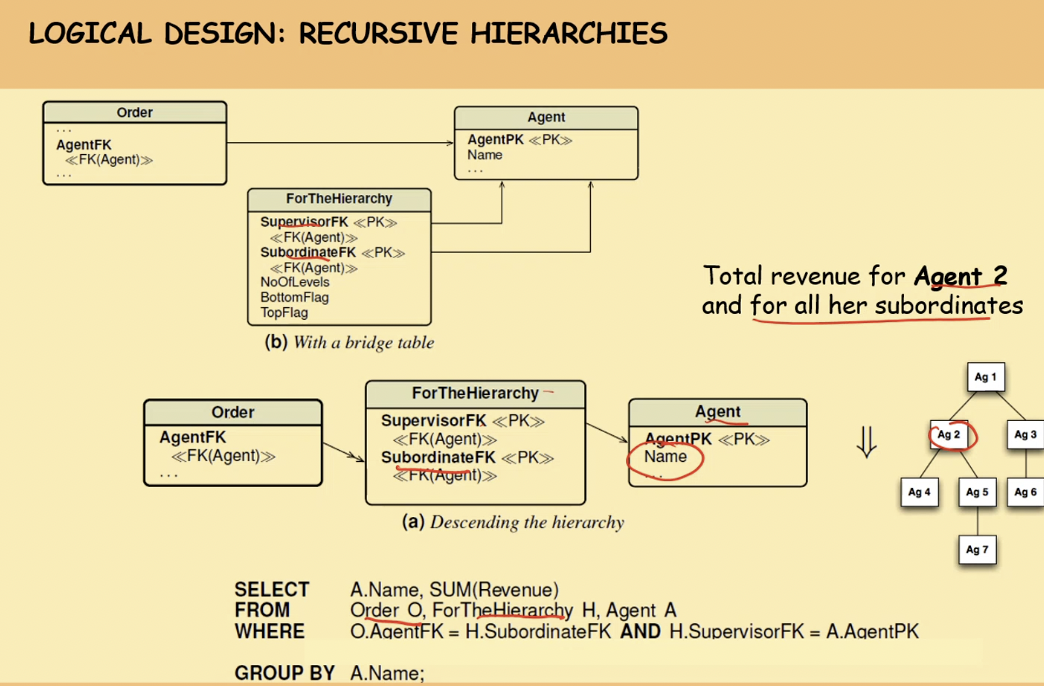 LOGICAL DESIGN: RECURSIVE HIERARCHIES
Order
...
AgentFK
≪FK(Agent)≫
...
Agent
AgentPK ≪PK≫
Name
...
ForTheHierarchy
SupervisorFK ≪PK≫
≪FK(Agent)≫
SubordinateFK ≪PK≫
≪FK(Agent)≫
NoOfLevels
BottomFlag
TopFlag
(b) With a bridge table
Total revenue for Agent 2
and for all her subordinates
Order
AgentFK
≪FK(Agent)≫
...
ForTheHierarchy
SupervisorFK ≪PK≫
≪FK(Agent)≫
SubordinateFK ≪PK≫
≪FK(Agent)≫
Agent
AgentPK ≪PK≫
Name
...
(a) Descending the hierarchy
Ag 1
Ag 2
Ag 3
Ag 4
Ag 5
Ag 6
Ag 7
SELECT A.Name, SUM(Revenue)
FROM Order O, ForTheHierarchy H, Agent A
WHERE O.AgentFK = H.SubordinateFK AND H.SupervisorFK = A.AgentPK
GROUP BY A.Name;